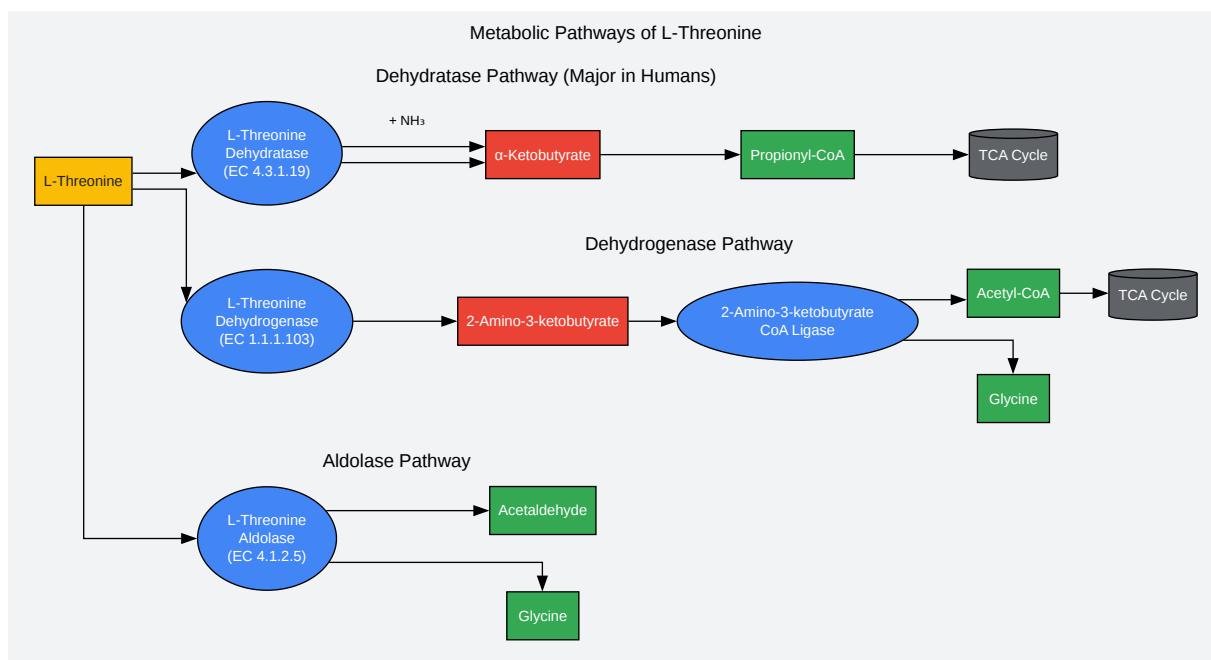 Metabolic Pathways of L-Threonine
Dehydratase Pathway (Major in Humans)
L-Threonine
L-Threonine
Dehydratase
(EC 4.3.1.19)
+ NH₃
α-Ketobutyrate
Propionyl-CoA
TCA Cycle
Dehydrogenase Pathway
L-Threonine
Dehydrogenase
(EC 1.1.1.103)
2-Amino-3-ketobutyrate
2-Amino-3-ketobutyrate
CoA Ligase
Acetyl-CoA
TCA Cycle
Glycine
Aldolase Pathway
L-Threonine
Aldolase
(EC 4.1.2.5)
Acetaldehyde
Glycine